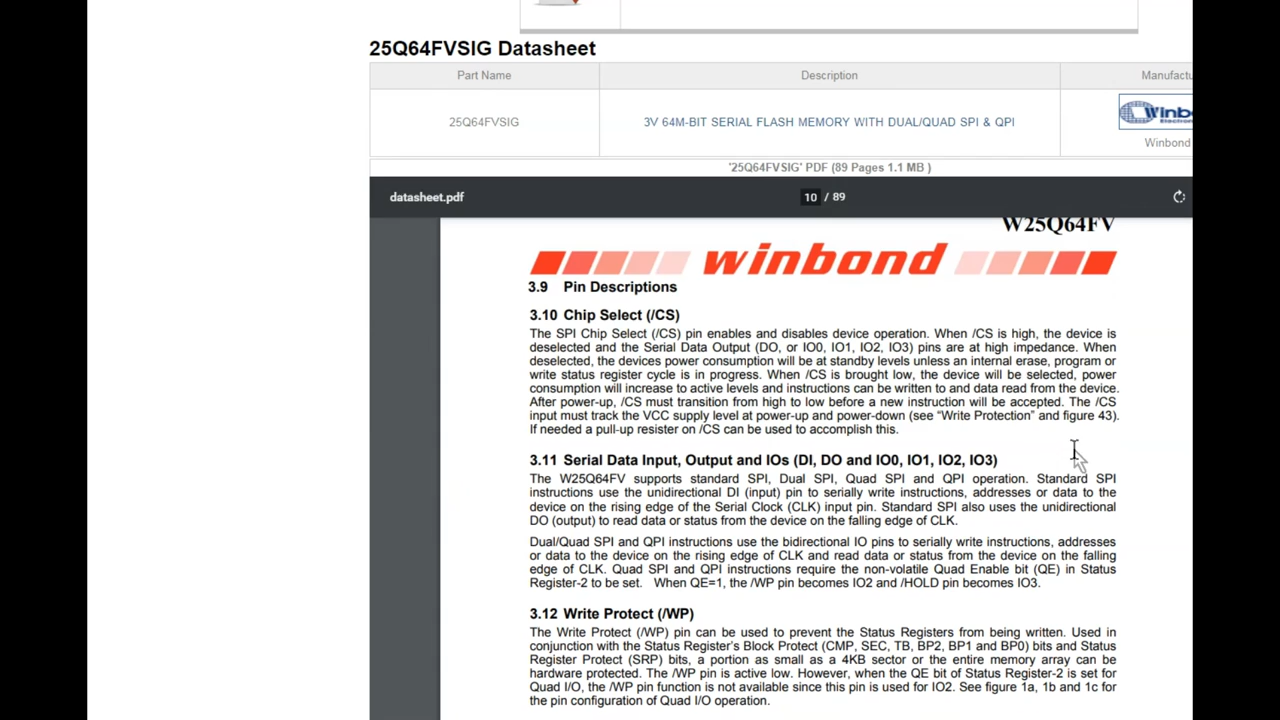 25Q64FVSIG Datasheet
Part Name Description Manufactu
25Q64FVSIG 3V 64M-BIT SERIAL FLASH MEMORY WITH DUAL/QUAD SPI & QPI
Winbo
Electron
Winbond
'25Q64FVSIG' PDF (89 Pages 1.1 MB )
datasheet.pdf 10 / 89
W25Q64FV
winbond
3.9 Pin Descriptions
3.10 Chip Select (/CS)
The SPI Chip Select (/CS) pin enables and disables device operation. When /CS is high, the device is
deselected and the Serial Data Output (DO, or IO0, IO1, IO2, IO3) pins are at high impedance. When
deselected, the devices power consumption will be at standby levels unless an internal erase, program or
write status register cycle is in progress. When /CS is brought low, the device will be selected, power
consumption will increase to active levels and instructions can be written to and data read from the device.
After power-up, /CS must transition from high to low before a new instruction will be accepted. The /CS
input must track the VCC supply level at power-up and power-down (see “Write Protection” and figure 43).
If needed a pull-up resister on /CS can be used to accomplish this.
3.11 Serial Data Input, Output and IOs (DI, DO and IO0, IO1, IO2, IO3)
The W25Q64FV supports standard SPI, Dual SPI, Quad SPI and QPI operation. Standard SPI
instructions use the unidirectional DI (input) pin to serially write instructions, addresses or data to the
device on the rising edge of the Serial Clock (CLK) input pin. Standard SPI also uses the unidirectional
DO (output) to read data or status from the device on the falling edge of CLK.
Dual/Quad SPI and QPI instructions use the bidirectional IO pins to serially write instructions, addresses
or data to the device on the rising edge of CLK and read data or status from the device on the falling
edge of CLK. Quad SPI and QPI instructions require the non-volatile Quad Enable bit (QE) in Status
Register-2 to be set. When QE=1, the /WP pin becomes IO2 and /HOLD pin becomes IO3.
3.12 Write Protect (/WP)
The Write Protect (/WP) pin can be used to prevent the Status Registers from being written. Used in
conjunction with the Status Register’s Block Protect (CMP, SEC, TB, BP2, BP1 and BP0) bits and Status
Register Protect (SRP) bits, a portion as small as a 4KB sector or the entire memory array can be
hardware protected. The /WP pin is active low. However, when the QE bit of Status Register-2 is set for
Quad I/O, the /WP pin function is not available since this pin is used for IO2. See figure 1a, 1b and 1c for
the pin configuration of Quad I/O operation.